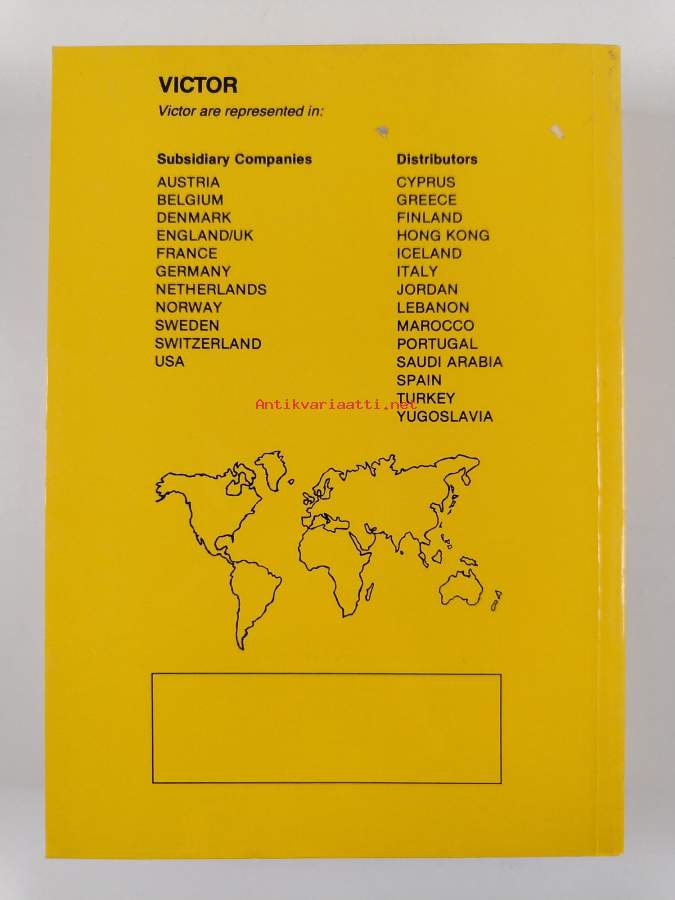 VICTOR
Victor are represented in:
Subsidiary Companies
AUSTRIA
BELGIUM
DENMARK
ENGLAND/UK
FRANCE
GERMANY
NETHERLANDS
NORWAY
SWEDEN
SWITZERLAND
USA
Distributors
CYPRUS
GREECE
FINLAND
HONG KONG
ICELAND
ITALY
JORDAN
LEBANON
MAROCCO
PORTUGAL
SAUDI ARABIA
SPAIN
TURKEY
YUGOSLAVIA
Antikvariaatti.net